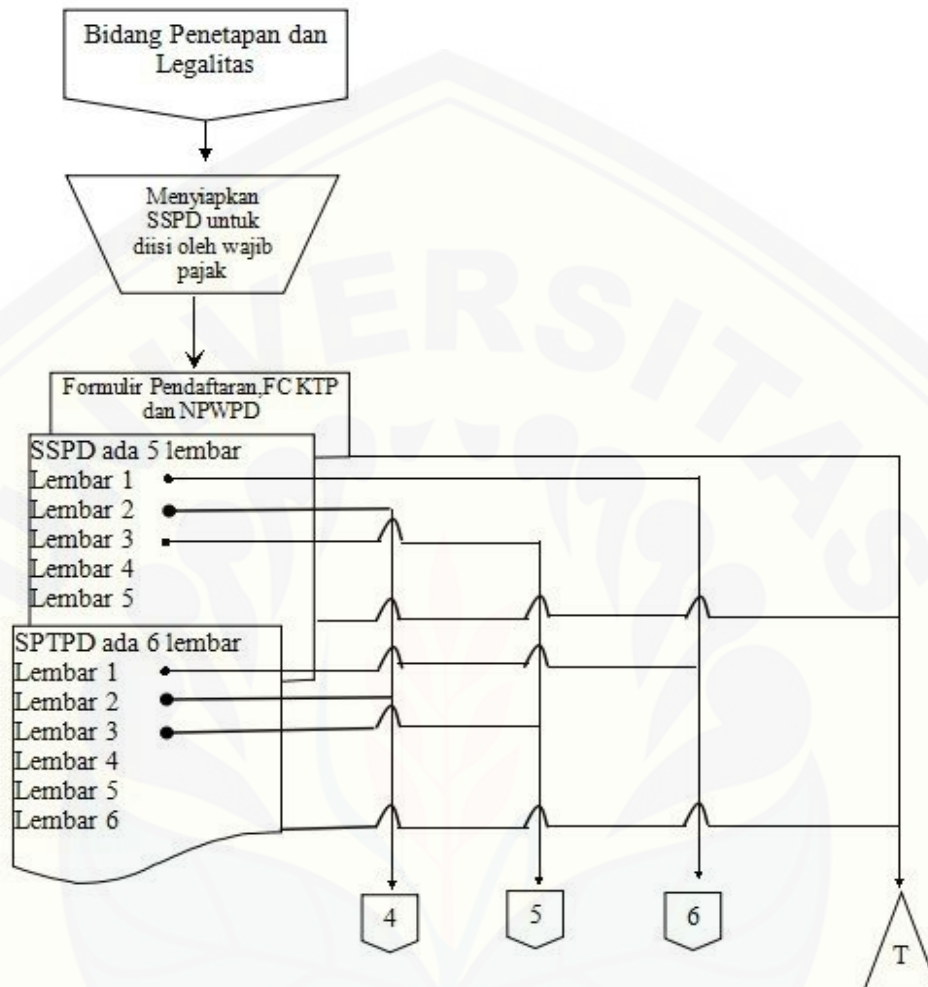 Bidang Penetapan dan
Legalitas
Menyiapkan
SSPD untuk
diisi oleh wajib
pajak
Formulir Pendaftaran,FC KTP
dan NPWPD
SSPD ada 5 lembar
Lembar 1
Lembar 2
Lembar 3
Lembar 4
Lembar 5
SPTPD ada 6 lembar
Lembar 1
Lembar 2
Lembar 3
Lembar 4
Lembar 5
Lembar 6
4
5
6
T
UNIVERSITAS